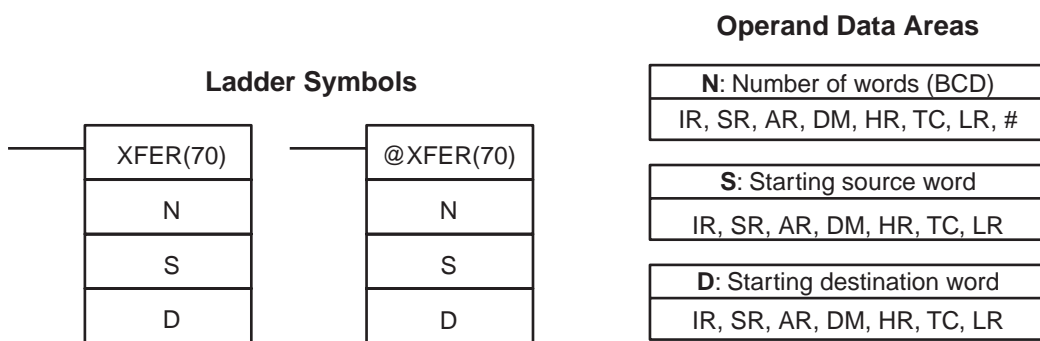 Ladder Symbols
XFER(70)
N
S
D
@XFER(70)
N
S
D
Operand Data Areas
N: Number of words (BCD)
IR, SR, AR, DM, HR, TC, LR, #
S: Starting source word
IR, SR, AR, DM, HR, TC, LR
D: Starting destination word
IR, SR, AR, DM, HR, TC, LR